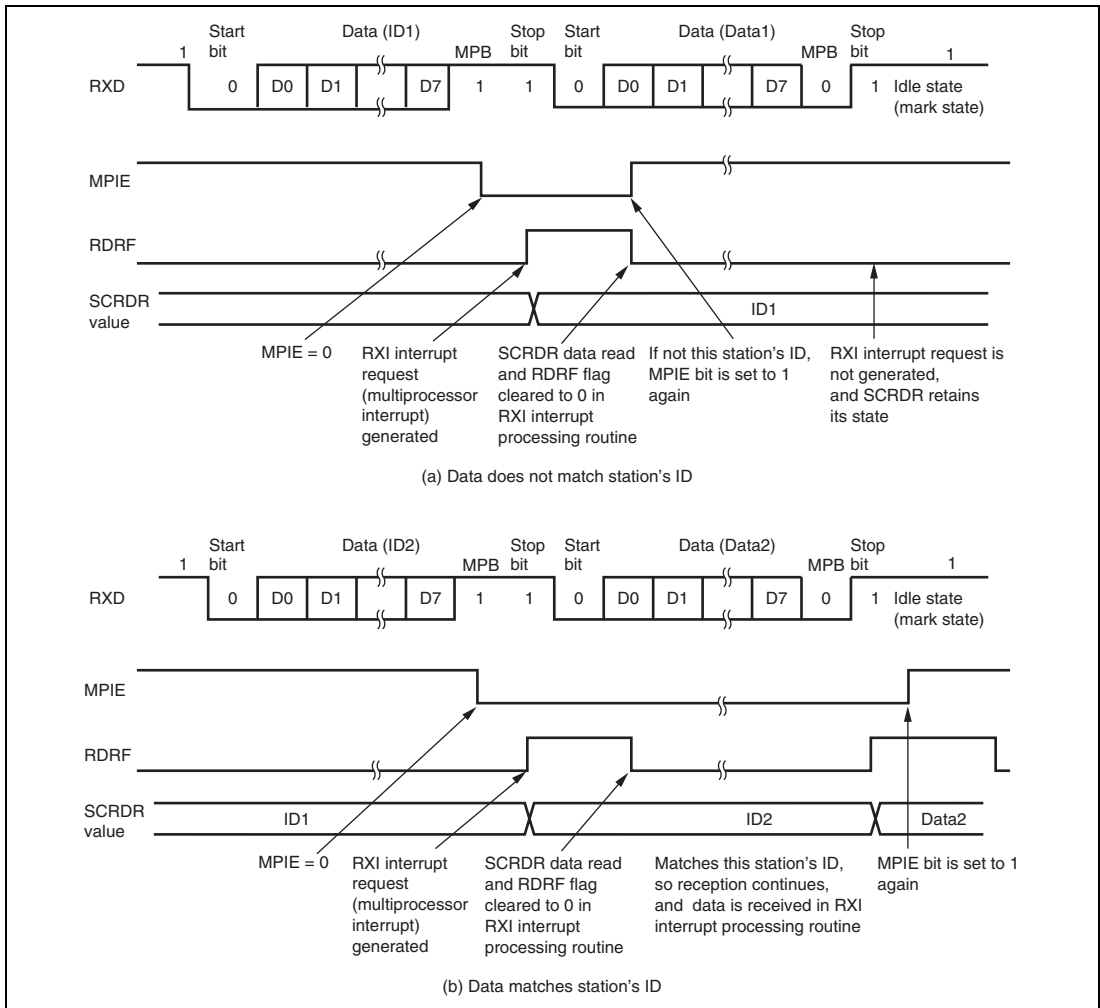 Start bit Data (ID1) MPB Stop bit Start bit Data (Data1) MPB Stop bit
1 1
RXD 0 D0 D1 D7 1 1 0 D0 D1 D7 0 1 Idle state (mark state)
MPIE
RDRF
SCRDR value
ID1
MPIE = 0
RXI interrupt
request
(multiprocessor
interrupt)
generated
SCRDR data read
and RDRF flag
cleared to 0 in
RXI interrupt
processing routine
If not this station's ID,
MPIE bit is set to 1
again
RXI interrupt request is
not generated,
and SCRDR retains
its state
(a) Data does not match station's ID
Start bit Data (ID2) MPB Stop bit Start bit Data (Data2) MPB Stop bit
1 1
RXD 0 D0 D1 D7 1 1 0 D0 D1 D7 0 1 Idle state (mark state)
MPIE
RDRF
SCRDR value
ID1 ID2 Data2
MPIE = 0
RXI interrupt
request
(multiprocessor
interrupt)
generated
SCRDR data read
and RDRF flag
cleared to 0 in
RXI interrupt
processing routine
Matches this station's ID,
so reception continues,
and data is received in RXI
interrupt processing routine
MPIE bit is set to 1
again
(b) Data matches station's ID